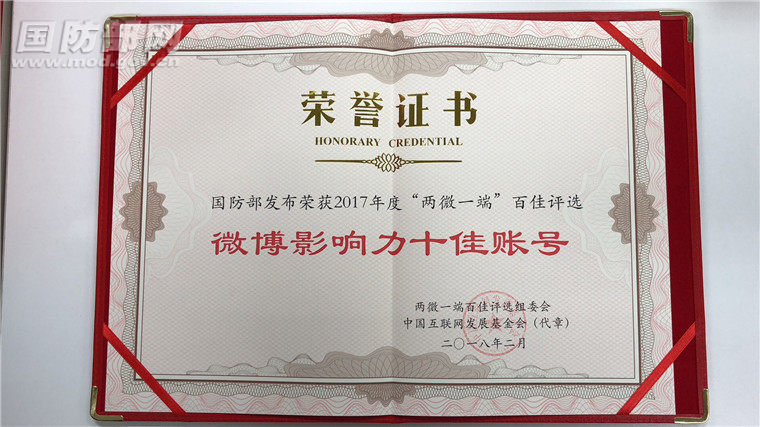 国防部网
www.mod.gov.cn
荣誉证书
HONORARY CREDENTIAL
国防部发布荣获2017年度“两微一端”百佳评选
微博影响力十佳账号
两微一端百佳评选组委会
中国互联网发展基金会（代章）
二〇一八年二月